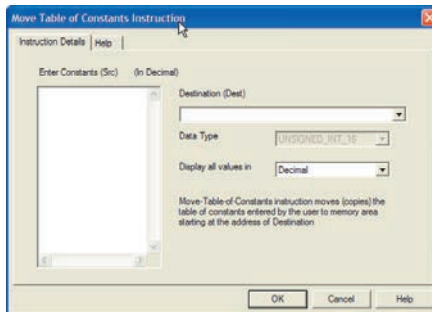 Move Table of Constants Instruction
Instruction Details
Help
Enter Constants (Src)
(In Decimal)
Destination (Dest)
Data Type
UNSIGNED_INT_16
Display all values in
Decimal
Move-Table-of-Constants instruction moves (copies) the
table of constants entered by the user to memory area
starting at the address of Destination
OK
Cancel
Help